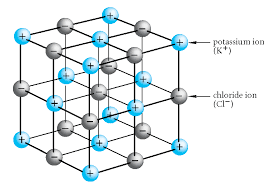 potassium ion
(K⁺)
chloride ion
(Cl⁻)